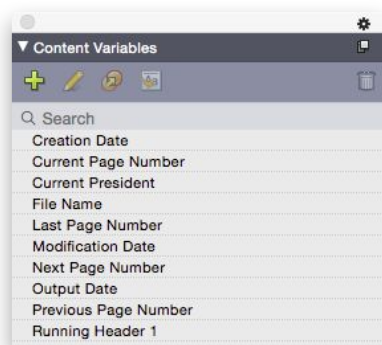 Content Variables
Search
Creation Date
Current Page Number
Current President
File Name
Last Page Number
Modification Date
Next Page Number
Output Date
Previous Page Number
Running Header 1